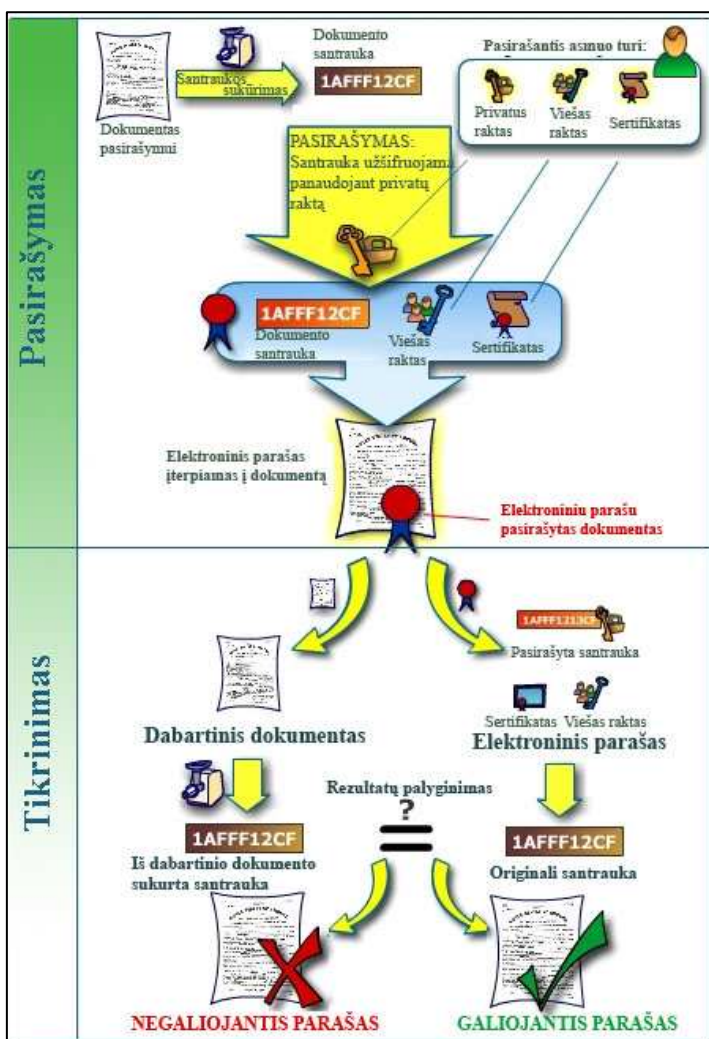 Pasirašymas
Dokumentas
pasirašymui
Santraukos
sukūrimas
Dokumento
santrauka
1AFFF12CF
Pasirašantis asmuo turi:
Privatus
raktas
Viešas
raktas
Sertifikatas
PASIRAŠYMAS:
Santrauka užšifruojama
panaudojant privatų
raktą
1AFFF12CF
Dokumento
santrauka
Viešas
raktas
Sertifikatas
Elektroninis parašas
įterpiamas į dokumentą
Elektroniniu parašu
pasirašytas dokumentas
Tikrinimas
Dabartinis dokumentas
1AFFF1213CF
Pasirašyta santrauka
Sertifikatas
Viešas raktas
Elektroninis parašas
Rezultatų palyginimas
?
=
1AFFF12CF
Iš dabartinio dokumento
sukurta santrauka
1AFFF12CF
Originali santrauka
NEGALIOJANTIS PARAŠAS
GALIOJANTIS PARAŠAS